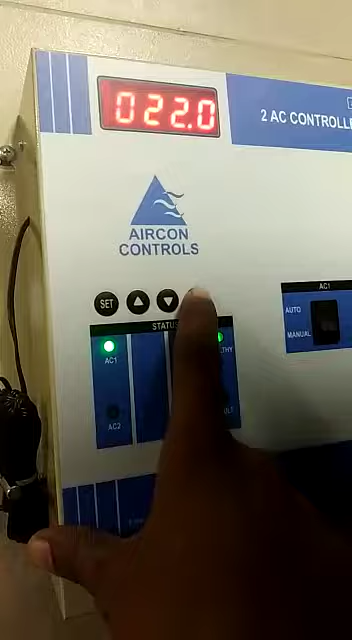 022.0
2 AC CONTROLLE
AIRCON
CONTROLS
SET
STATUS
AC1
AC2
AC1
AUTO
MANUAL